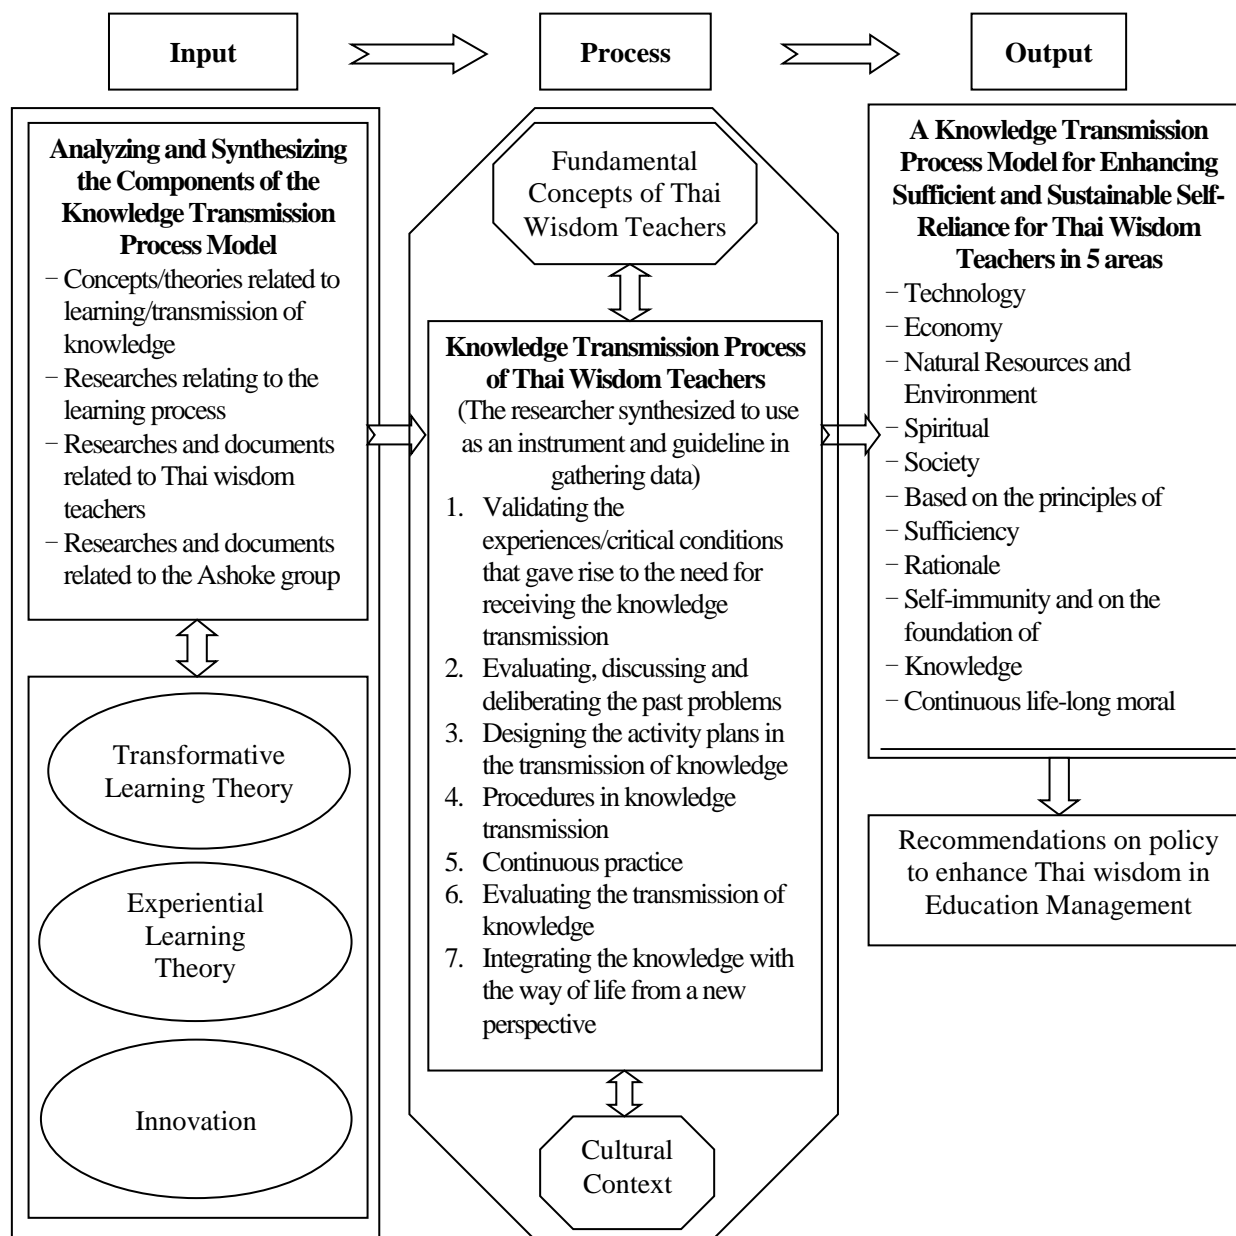 Input
Process
Output
Analyzing and Synthesizing
the Components of the
Knowledge Transmission
Process Model
− Concepts/theories related to
learning/transmission of
knowledge
− Researches relating to the
learning process
− Researches and documents
related to Thai wisdom
teachers
− Researches and documents
related to the Ashoke group
Transformative
Learning Theory
Experiential
Learning
Theory
Innovation
Fundamental
Concepts of Thai
Wisdom Teachers
Knowledge Transmission Process
of Thai Wisdom Teachers
(The researcher synthesized to use
as an instrument and guideline in
gathering data)
1. Validating the
experiences/critical conditions
that gave rise to the need for
receiving the knowledge
transmission
2. Evaluating, discussing and
deliberating the past problems
3. Designing the activity plans in
the transmission of knowledge
4. Procedures in knowledge
transmission
5. Continuous practice
6. Evaluating the transmission of
knowledge
7. Integrating the knowledge with
the way of life from a new
perspective
Cultural
Context
A Knowledge Transmission
Process Model for Enhancing
Sufficient and Sustainable Self-
Reliance for Thai Wisdom
Teachers in 5 areas
− Technology
− Economy
− Natural Resources and
Environment
− Spiritual
− Society
− Based on the principles of
− Sufficiency
− Rationale
− Self-immunity and on the
foundation of
− Knowledge
− Continuous life-long moral
Recommendations on policy
to enhance Thai wisdom in
Education Management